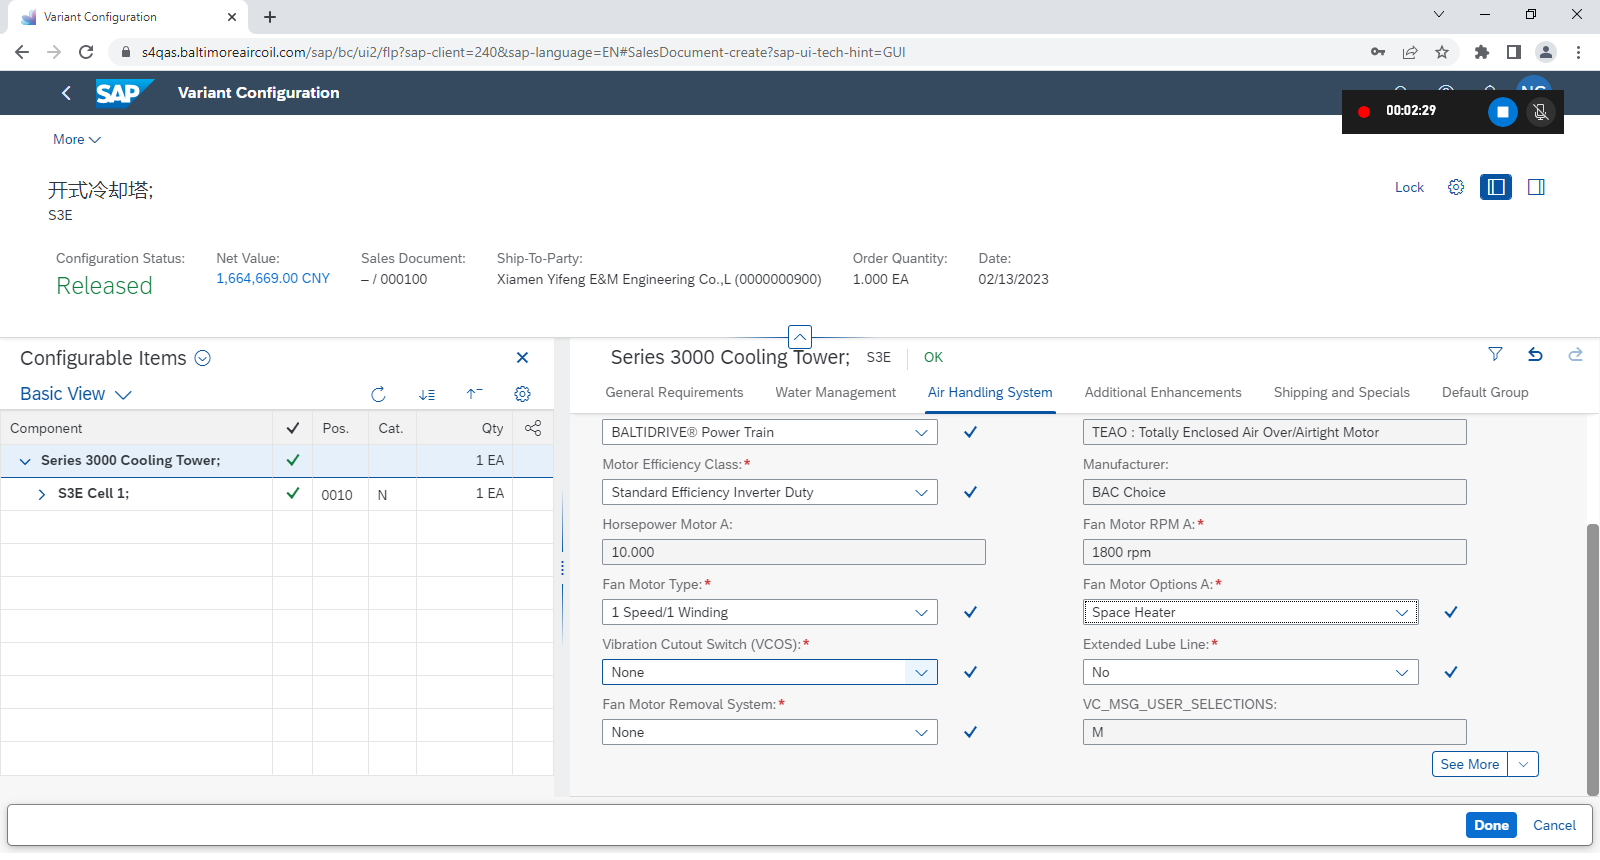 Variant Configuration
s4qas.baltimoreaircoil.com/sap/bc/ui2/flp?sap-client=240&sap-language=EN#SalesDocument-create?sap-ui-tech-hint=GUI
SAP Variant Configuration
00:02:29
More
开式冷却塔;
S3E
Lock
Configuration Status: Net Value: Sales Document: Ship-To-Party: Order Quantity: Date:
Released 1,664,669.00 CNY – / 000100 Xiamen Yifeng E&M Engineering Co.,L (0000000900) 1.000 EA 02/13/2023
Configurable Items
Basic View
Component Pos. Cat. Qty
Series 3000 Cooling Tower; 1 EA
S3E Cell 1; 0010 N 1 EA
Series 3000 Cooling Tower; S3E OK
General Requirements Water Management Air Handling System Additional Enhancements Shipping and Specials Default Group
BALTIDRIVE® Power Train TEAO : Totally Enclosed Air Over/Airtight Motor
Motor Efficiency Class:* Manufacturer:
Standard Efficiency Inverter Duty BAC Choice
Horsepower Motor A: Fan Motor RPM A:*
10.000 1800 rpm
Fan Motor Type:* Fan Motor Options A:*
1 Speed/1 Winding Space Heater
Vibration Cutout Switch (VCOS):* Extended Lube Line:*
None No
Fan Motor Removal System:* VC_MSG_USER_SELECTIONS:
None M
See More
Done Cancel